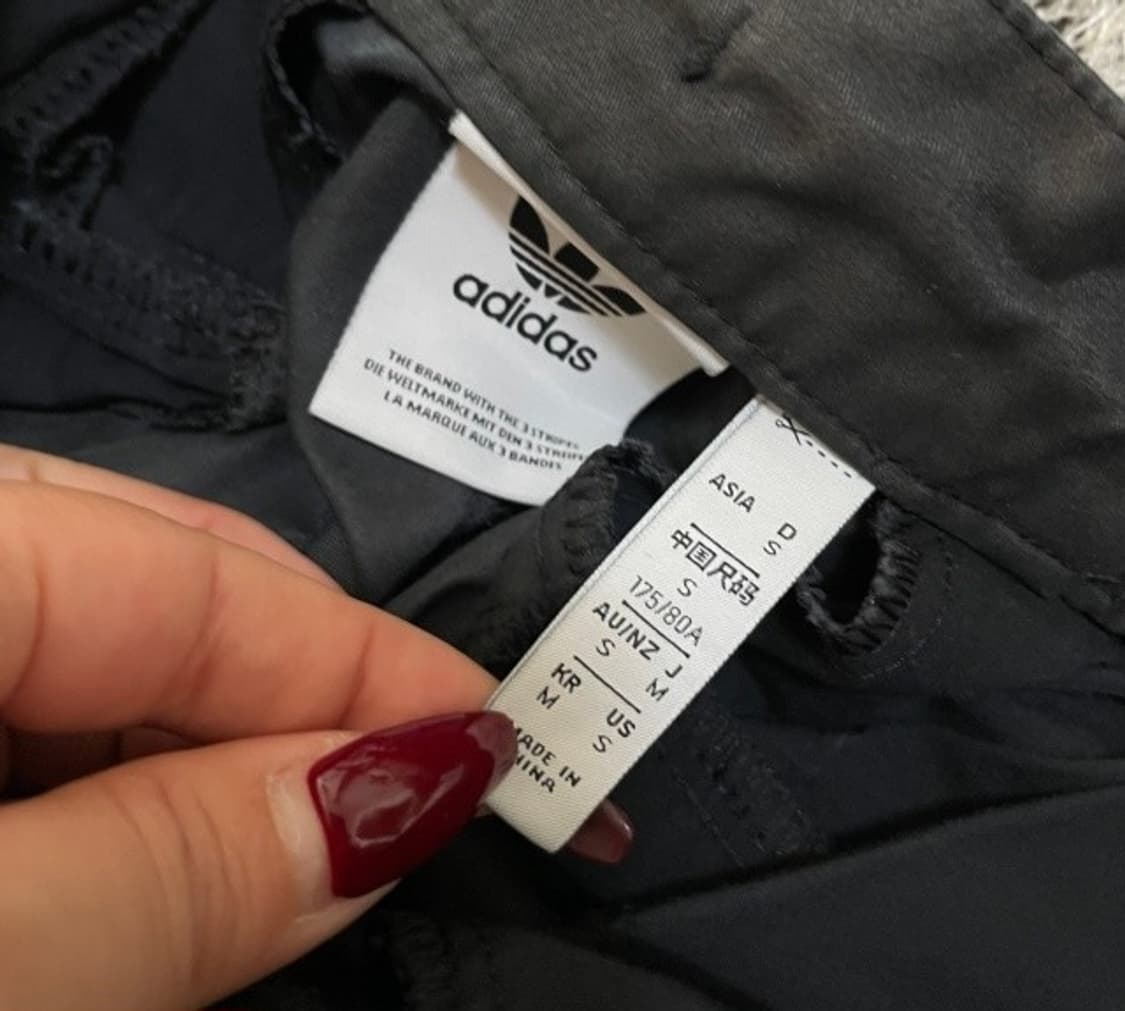 adidas
THE BRAND WITH THE 3 STRIPES
DIE WELTMARKE MIT DEN 3 STREIFEN
LA MARQUE AUX 3 BANDES
ASIA D
S
中国尺码
S
175/80A
AU/NZ J
S M
KR US
M S
MADE IN
CHINA